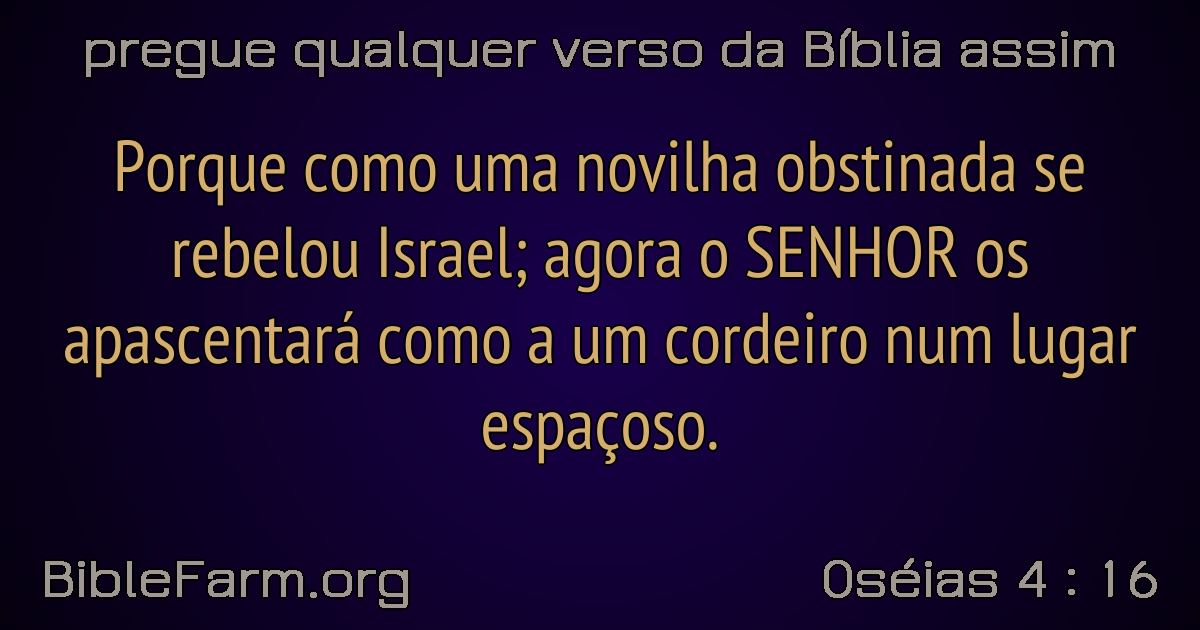 pregue qualquer verso da Bíblia assim
Porque como uma novilha obstinada se
rebelou Israel; agora o SENHOR os
apascentará como a um cordeiro num lugar
espaçoso.
BibleFarm.org
Oséias 4 : 16